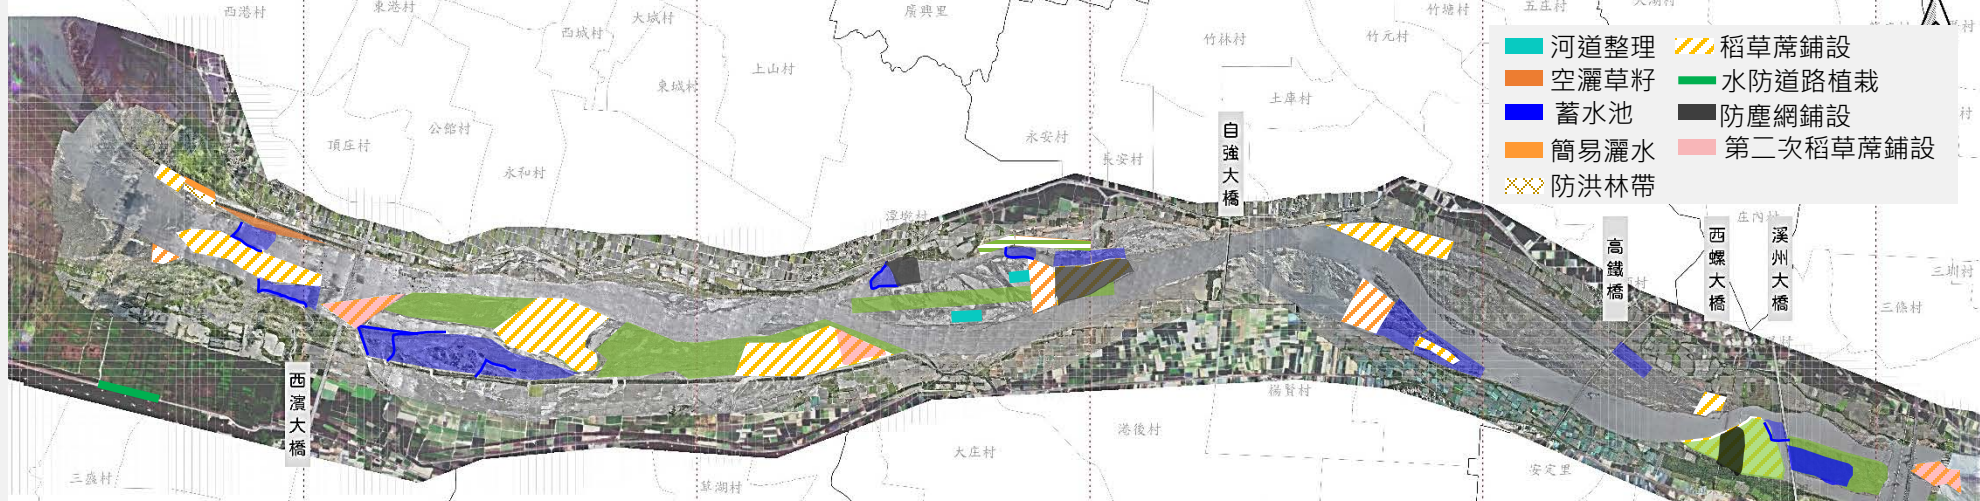 西港村
東港村
大城村
西城村
廣興里
竹塘村
五庄村
竹林村
竹元村
上山村
東城村
土庫村
公館村
頂庄村
永和村
永安村
長安村
潭墘村
庄內村
三圳村
三條村
楊賢村
港後村
大庄村
安定里
草湖村
三盛村
河道整理
稻草蓆鋪設
空灑草籽
水防道路植栽
蓄水池
防塵網鋪設
簡易灑水
第二次稻草蓆鋪設
防洪林帶
西濱大橋
自強大橋
高鐵橋
西螺大橋
溪州大橋